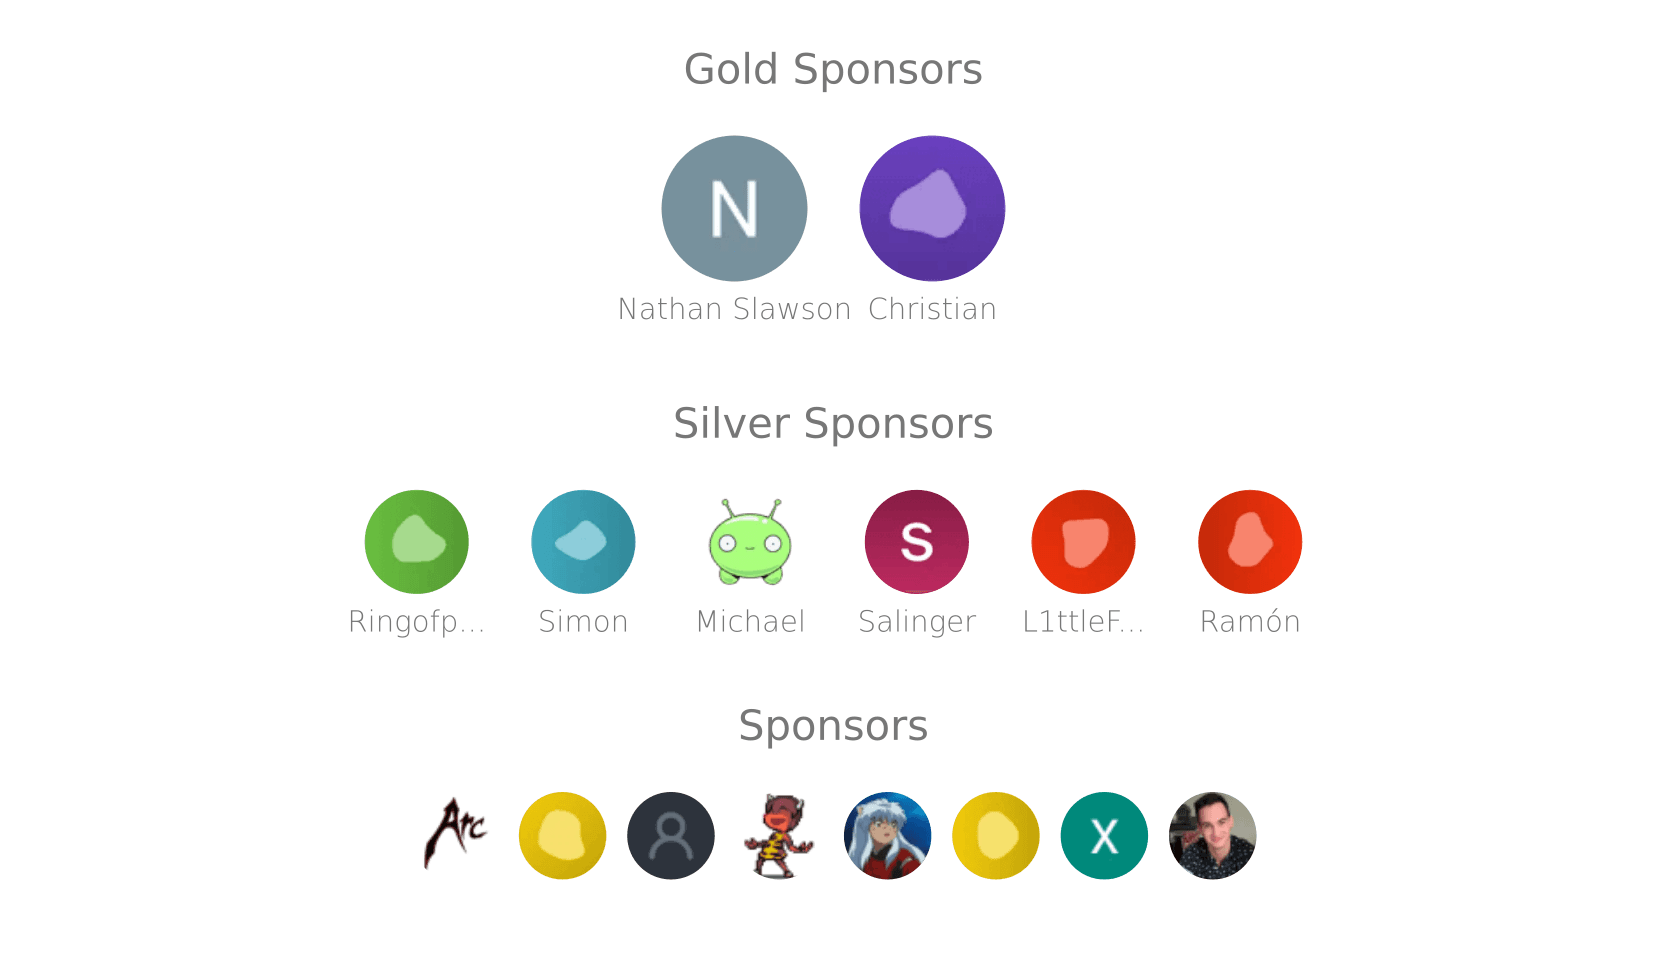 Gold Sponsors
N
Nathan Slawson Christian
Silver Sponsors
S
Ringofp... Simon Michael Salinger L1ttleF... Ramón
Sponsors
Arc X